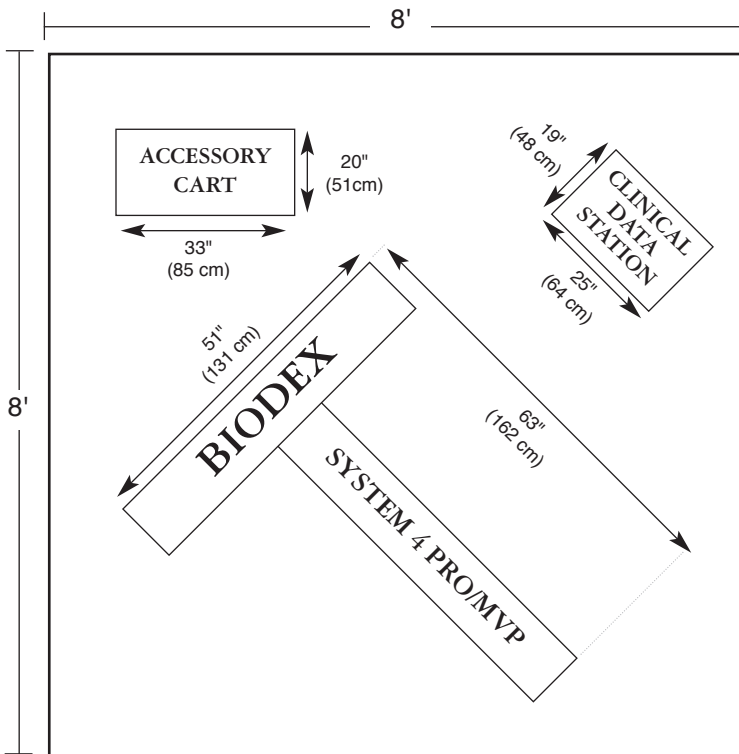 8'
8'
ACCESSORY
CART
20"
(51cm)
33"
(85 cm)
19"
(48 cm)
CLINICAL
DATA
STATION
25"
(64 cm)
51"
(131 cm)
BIODEX
63"
(162 cm)
SYSTEM 4 PRO/MVP